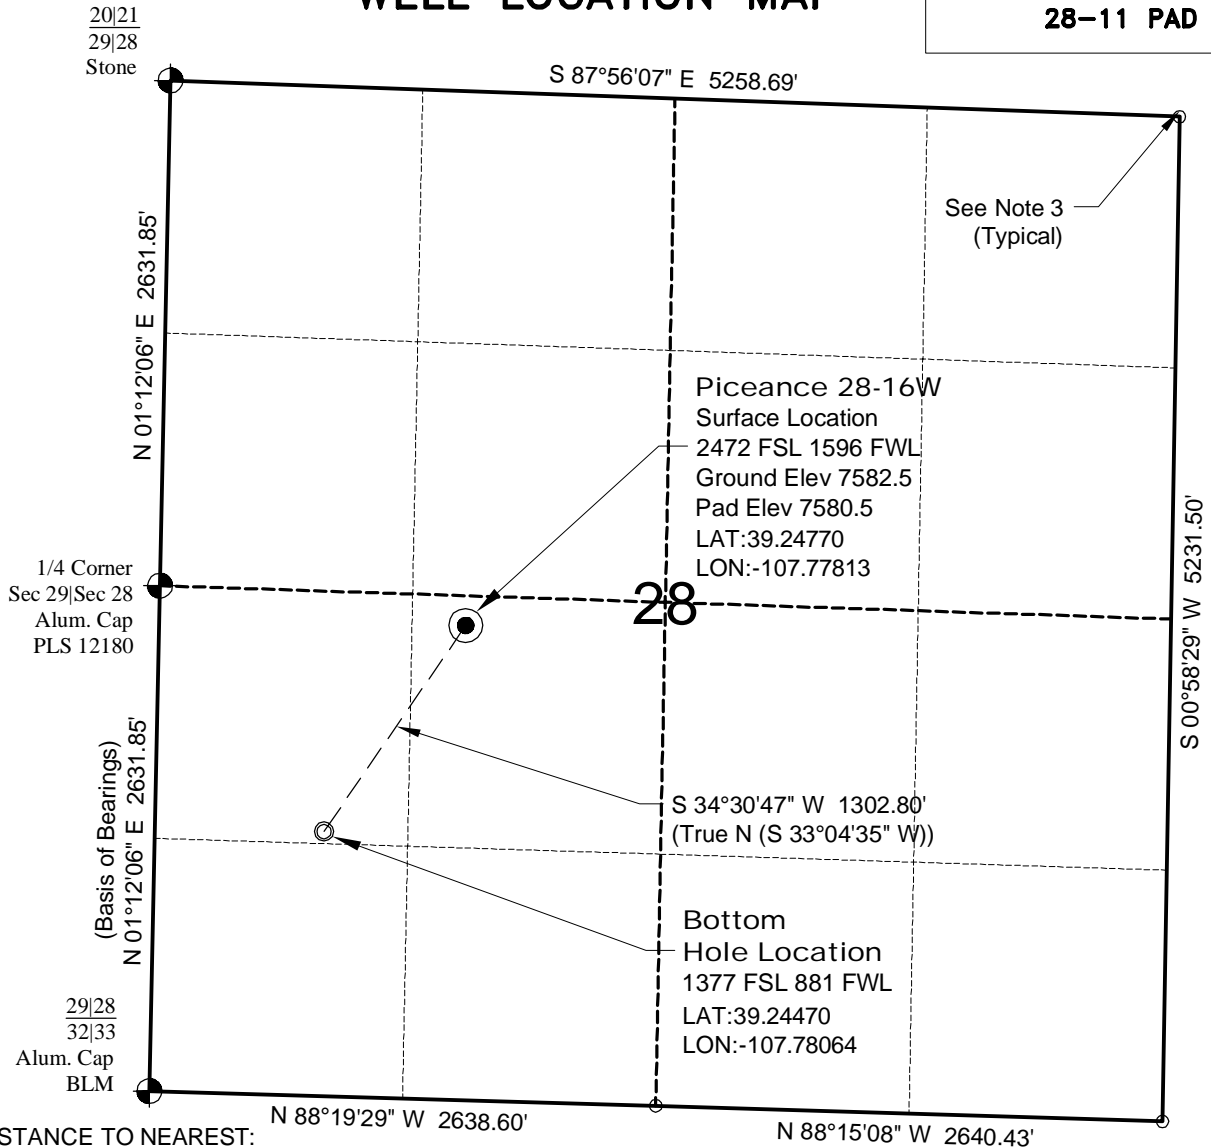 WELL LOCATION MAP
28-11 PAD
20|21
29|28
Stone
S 87°56'07" E 5258.69'
See Note 3
(Typical)
N 01°12'06" E 2631.85'
Piceance 28-16W
Surface Location
2472 FSL 1596 FWL
Ground Elev 7582.5
Pad Elev 7580.5
LAT:39.24770
LON:-107.77813
S 00°58'29" W 5231.50'
1/4 Corner
Sec 29|Sec 28
Alum. Cap
PLS 12180
28
(Basis of Bearings)
N 01°12'06" E 2631.85'
S 34°30'47" W 1302.80'
(True N (S 33°04'35" W))
Bottom
Hole Location
1377 FSL 881 FWL
LAT:39.24470
LON:-107.78064
29|28
32|33
Alum. Cap
BLM
N 88°19'29" W 2638.60'
N 88°15'08" W 2640.43'
STANCE TO NEAREST: